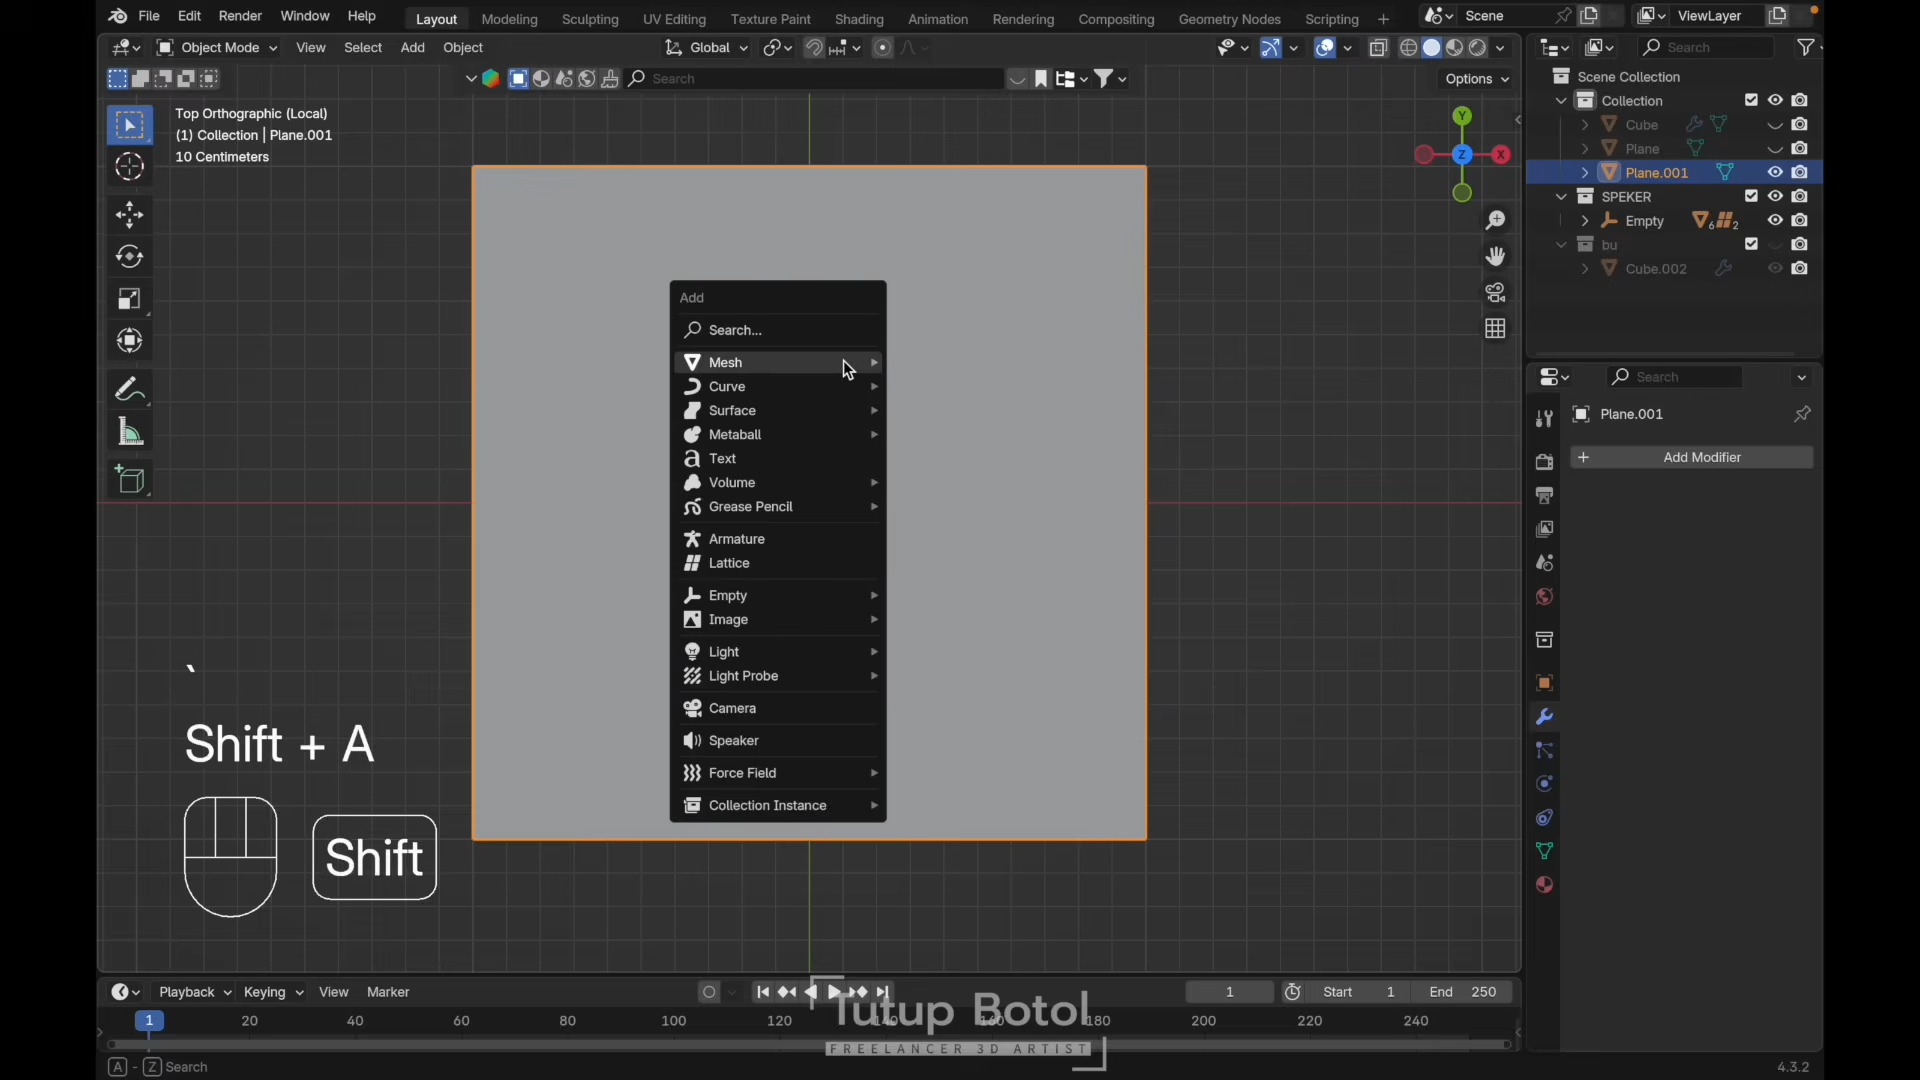 File Edit Render Window Help Layout Modeling Sculpting UV Editing Texture Paint Shading Animation Rendering Compositing Geometry Nodes Scripting + Scene ViewLayer
Object Mode View Select Add Object Global Search
Search Options
Top Orthographic (Local)
(1) Collection | Plane.001
10 Centimeters
Y
X
Z
Scene Collection
Collection
Cube
Plane
Plane.001
SPEKER
Empty 6 2
bu
Cube.002
Search
Plane.001
+ Add Modifier
Add
Search...
Mesh
Curve
Surface
Metaball
Text
Volume
Grease Pencil
Armature
Lattice
Empty
Image
Light
Light Probe
Camera
Speaker
Force Field
Collection Instance
`
Shift + A
Shift
Playback Keying View Marker 1 Start 1 End 250
1 20 40 60 80 100 120 140 160 180 200 220 240
Tutup Botol
FREELANCER 3D ARTIST
A - Z Search 4.3.2